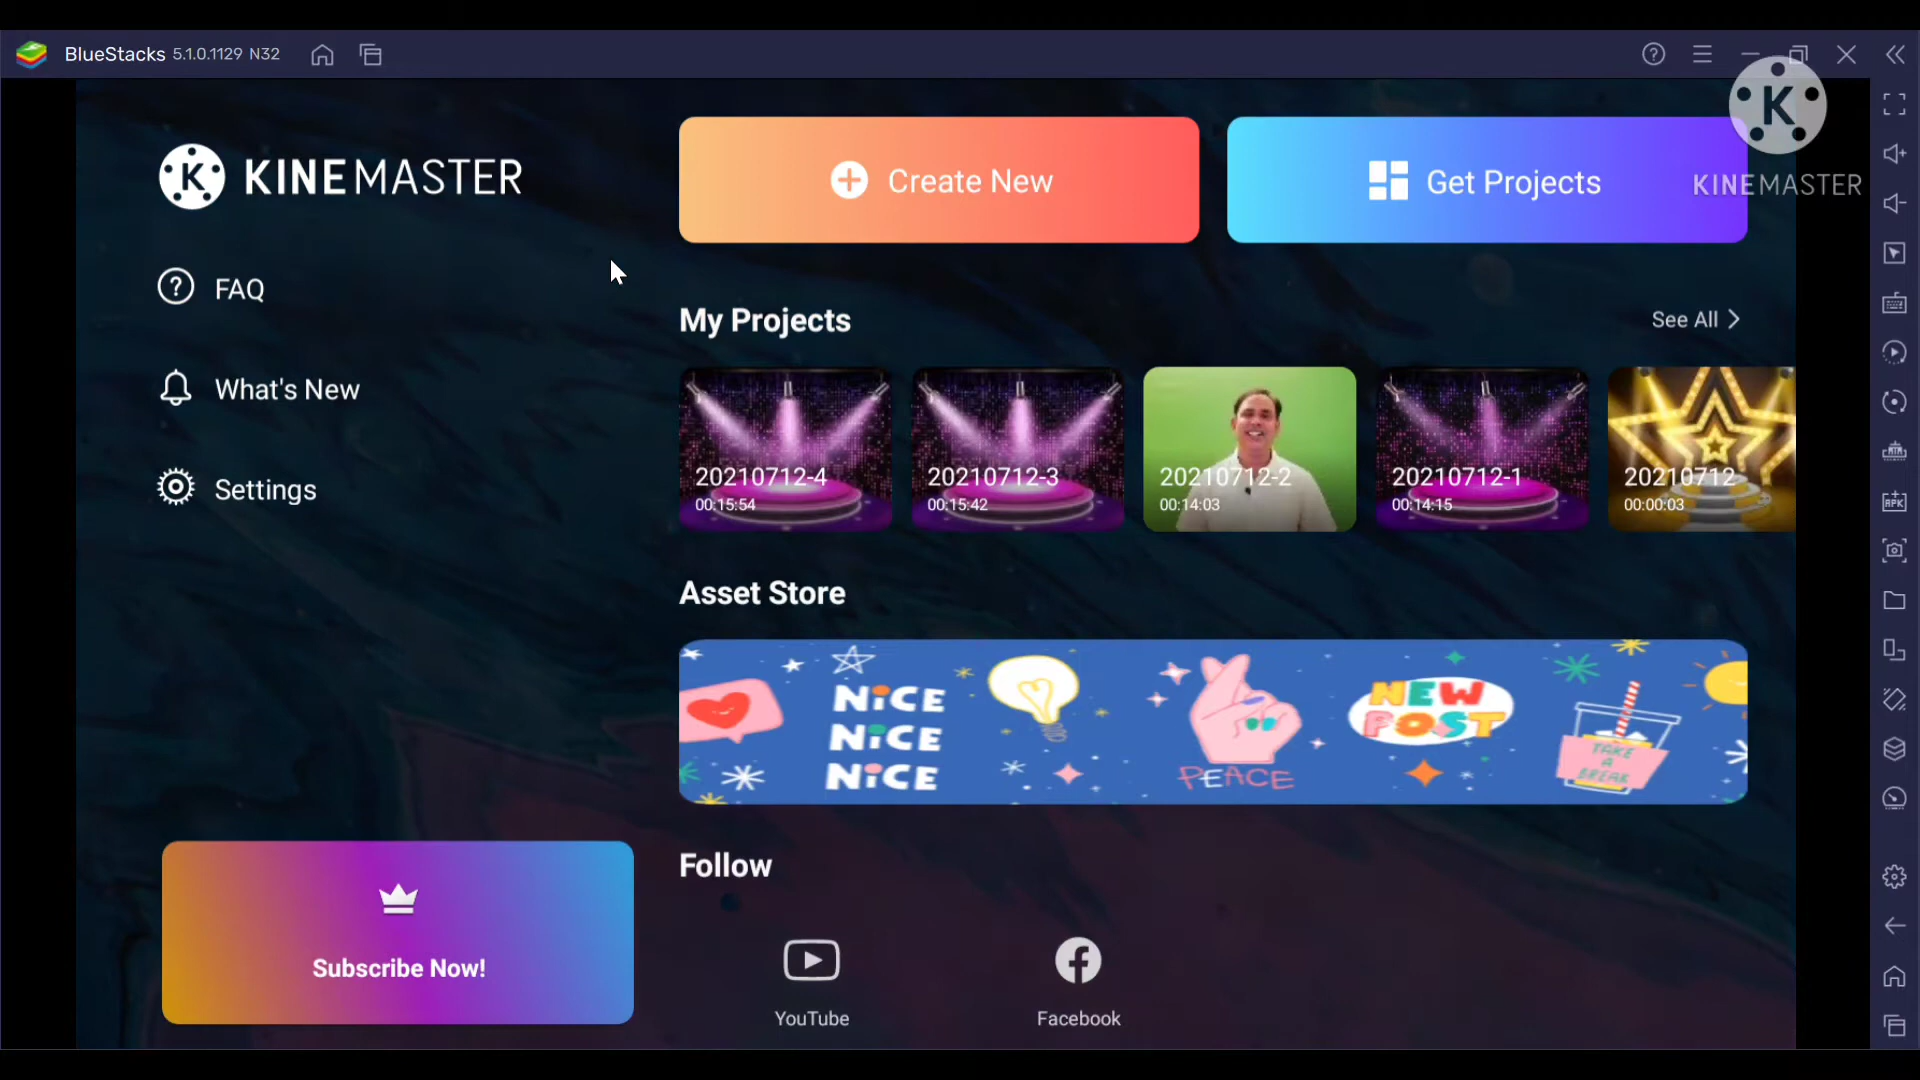 BlueStacks 5.1.0.1129 N32
K KINEMASTER
FAQ
What's New
Settings
Subscribe Now!
Create New
Get Projects
K
KINEMASTER
My Projects
See All
20210712-4
00:15:54
20210712-3
00:15:42
20210712-2
00:14:03
20210712-1
00:14:15
20210712
00:00:03
Asset Store
NiCE
NiCE
NiCE
PEACE
NEW
POST
TAKE
A
BREAK
Follow
YouTube
Facebook
APK